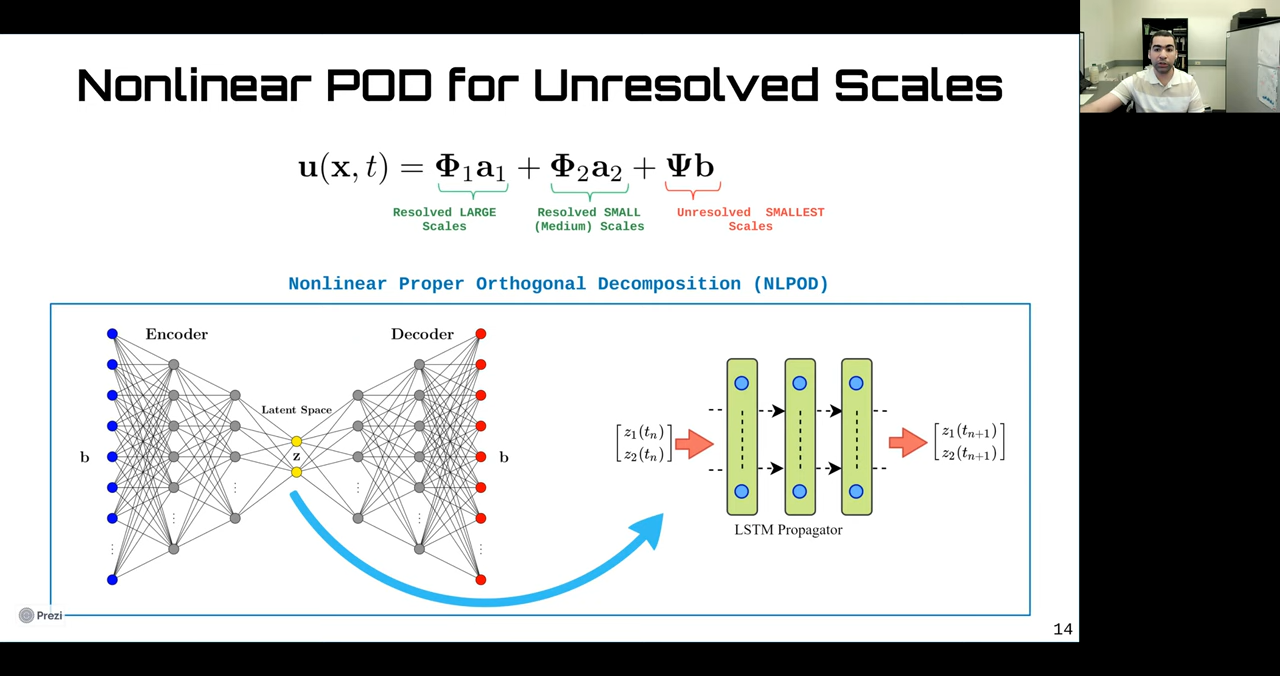 Nonlinear POD for Unresolved Scales
u(x, t) = Φ₁a₁ + Φ₂a₂ + Ψb
Resolved LARGE Scales
Resolved SMALL (Medium) Scales
Unresolved SMALLEST Scales
Nonlinear Proper Orthogonal Decomposition (NLPOD)
Encoder
Decoder
Latent Space
b
z
b
[z₁(tₙ)
z₂(tₙ)]
[z₁(tₙ₊₁)
z₂(tₙ₊₁)]
LSTM Propagator
Prezi
14